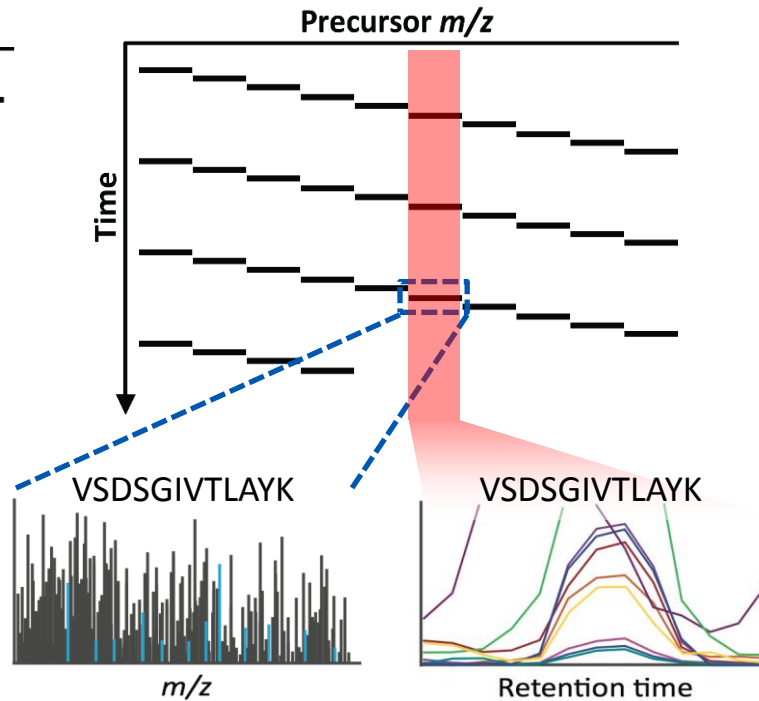 Precursor m/z
Time
VSDSGIVTLAYK
VSDSGIVTLAYK
m/z
Retention time